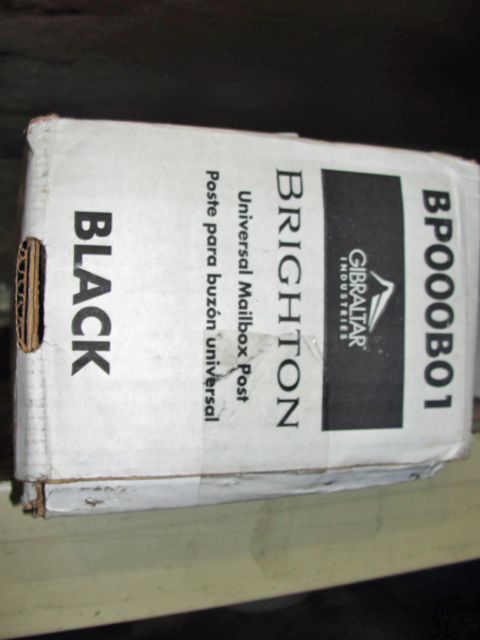 BP000B01
GIBRALTAR
INDUSTRIES
BRIGHTON
Universal Mailbox Post
Poste para buzón universal
BLACK